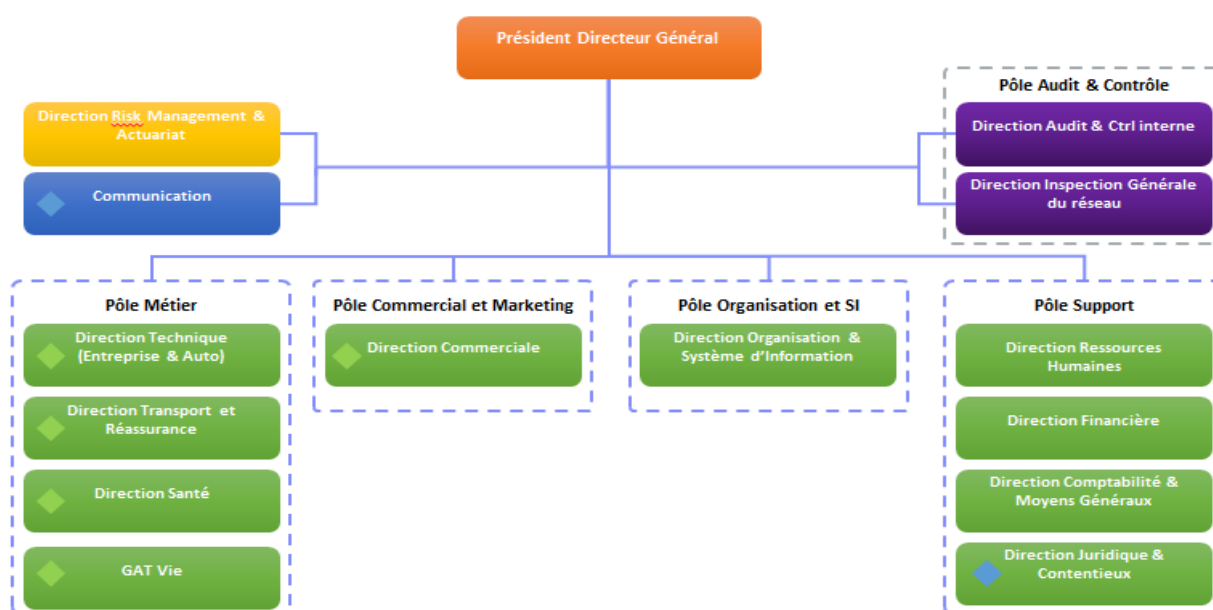 Président Directeur Général
Pôle Audit & Contrôle
Direction Risk Management &
Actuariat
Direction Audit & Ctrl interne
Communication
Direction Inspection Générale
du réseau
Pôle Métier
Direction Technique
(Entreprise & Auto)
Direction Transport et
Réassurance
Direction Santé
GAT Vie
Pôle Commercial et Marketing
Direction Commerciale
Pôle Organisation et SI
Direction Organisation &
Système d'Information
Pôle Support
Direction Ressources
Humaines
Direction Financière
Direction Comptabilité &
Moyens Généraux
Direction Juridique &
Contentieux